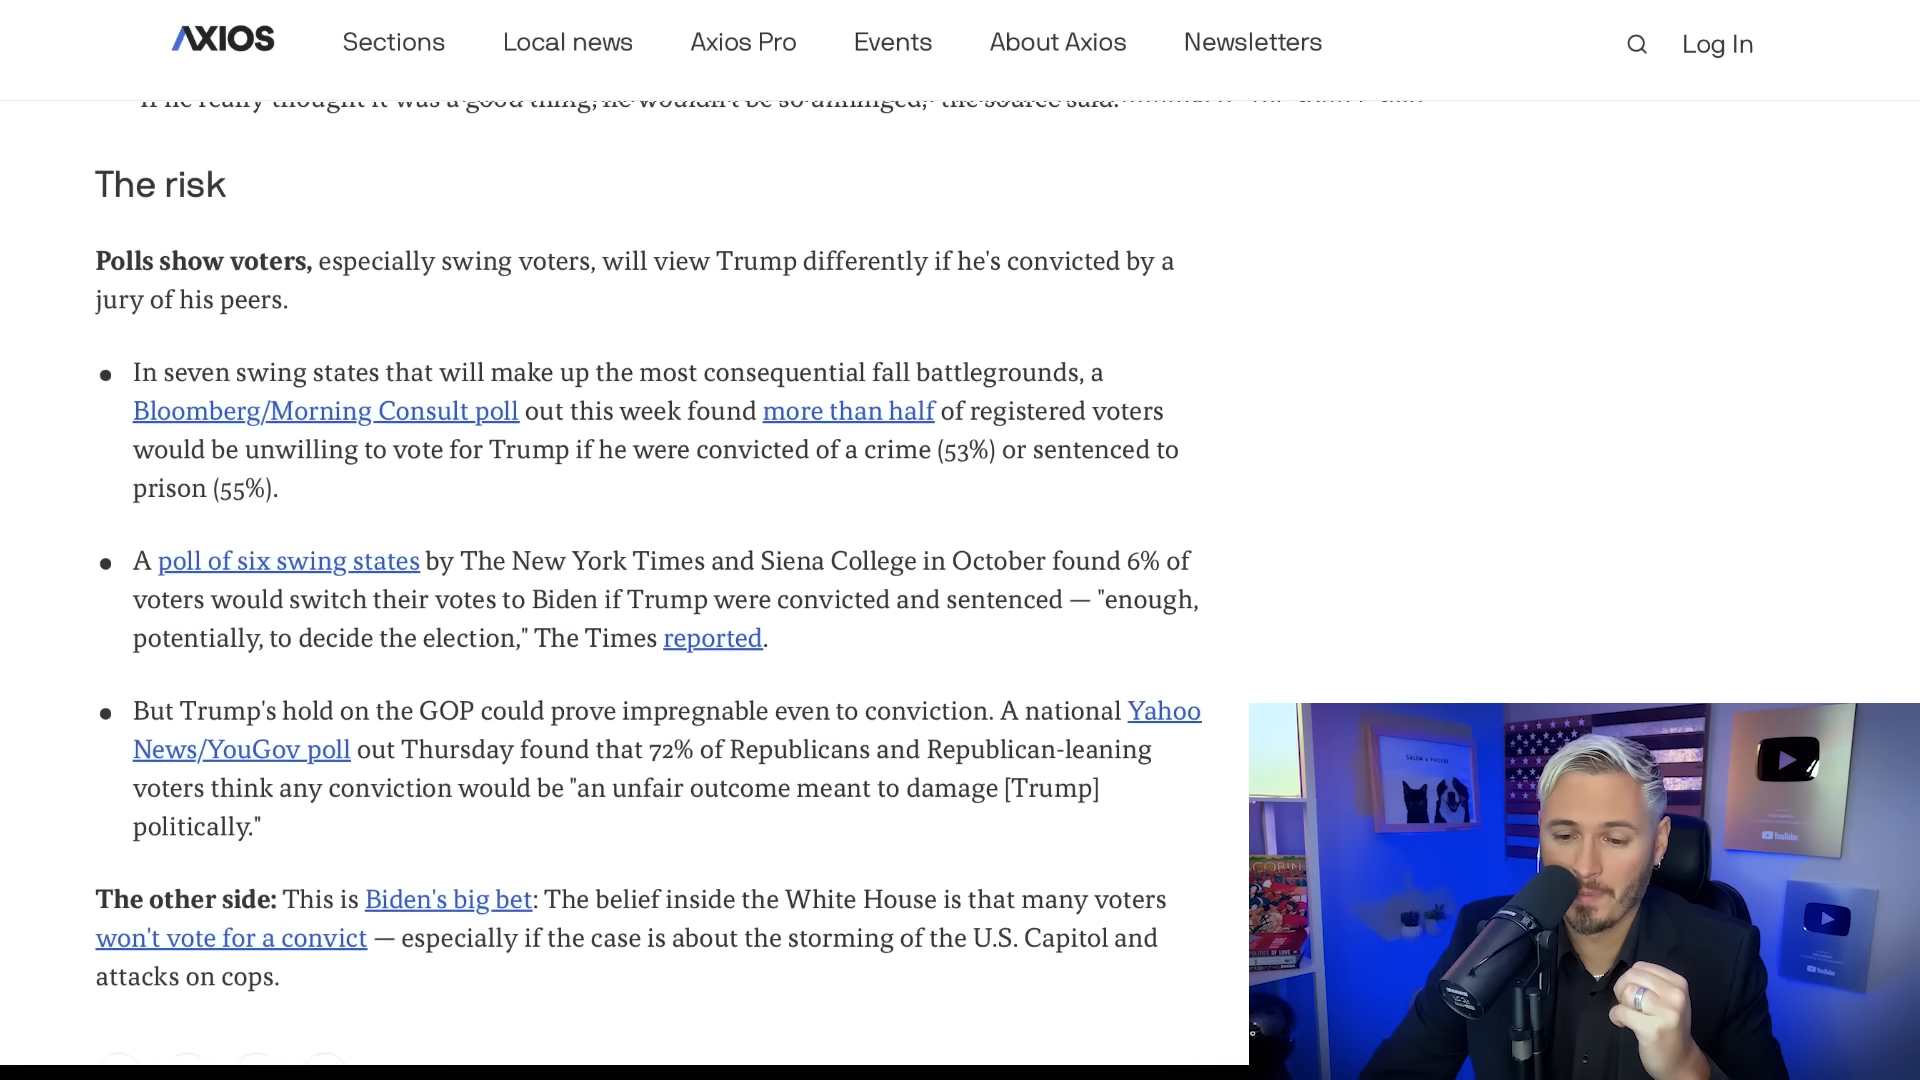 AXIOS
Sections
Local news
Axios Pro
Events
About Axios
Newsletters
Log In
if he really thought it was a good thing, he wouldn't be so unhinged," the source said.
The risk
Polls show voters, especially swing voters, will view Trump differently if he's convicted by a
jury of his peers.
In seven swing states that will make up the most consequential fall battlegrounds, a
Bloomberg/Morning Consult poll out this week found more than half of registered voters
would be unwilling to vote for Trump if he were convicted of a crime (53%) or sentenced to
prison (55%).
A poll of six swing states by The New York Times and Siena College in October found 6% of
voters would switch their votes to Biden if Trump were convicted and sentenced — "enough,
potentially, to decide the election," The Times reported.
But Trump's hold on the GOP could prove impregnable even to conviction. A national Yahoo
News/YouGov poll out Thursday found that 72% of Republicans and Republican-leaning
voters think any conviction would be "an unfair outcome meant to damage [Trump]
politically."
The other side: This is Biden's big bet: The belief inside the White House is that many voters
won't vote for a convict — especially if the case is about the storming of the U.S. Capitol and
attacks on cops.
SALEM & PHOEBE
YouTube
YouTube